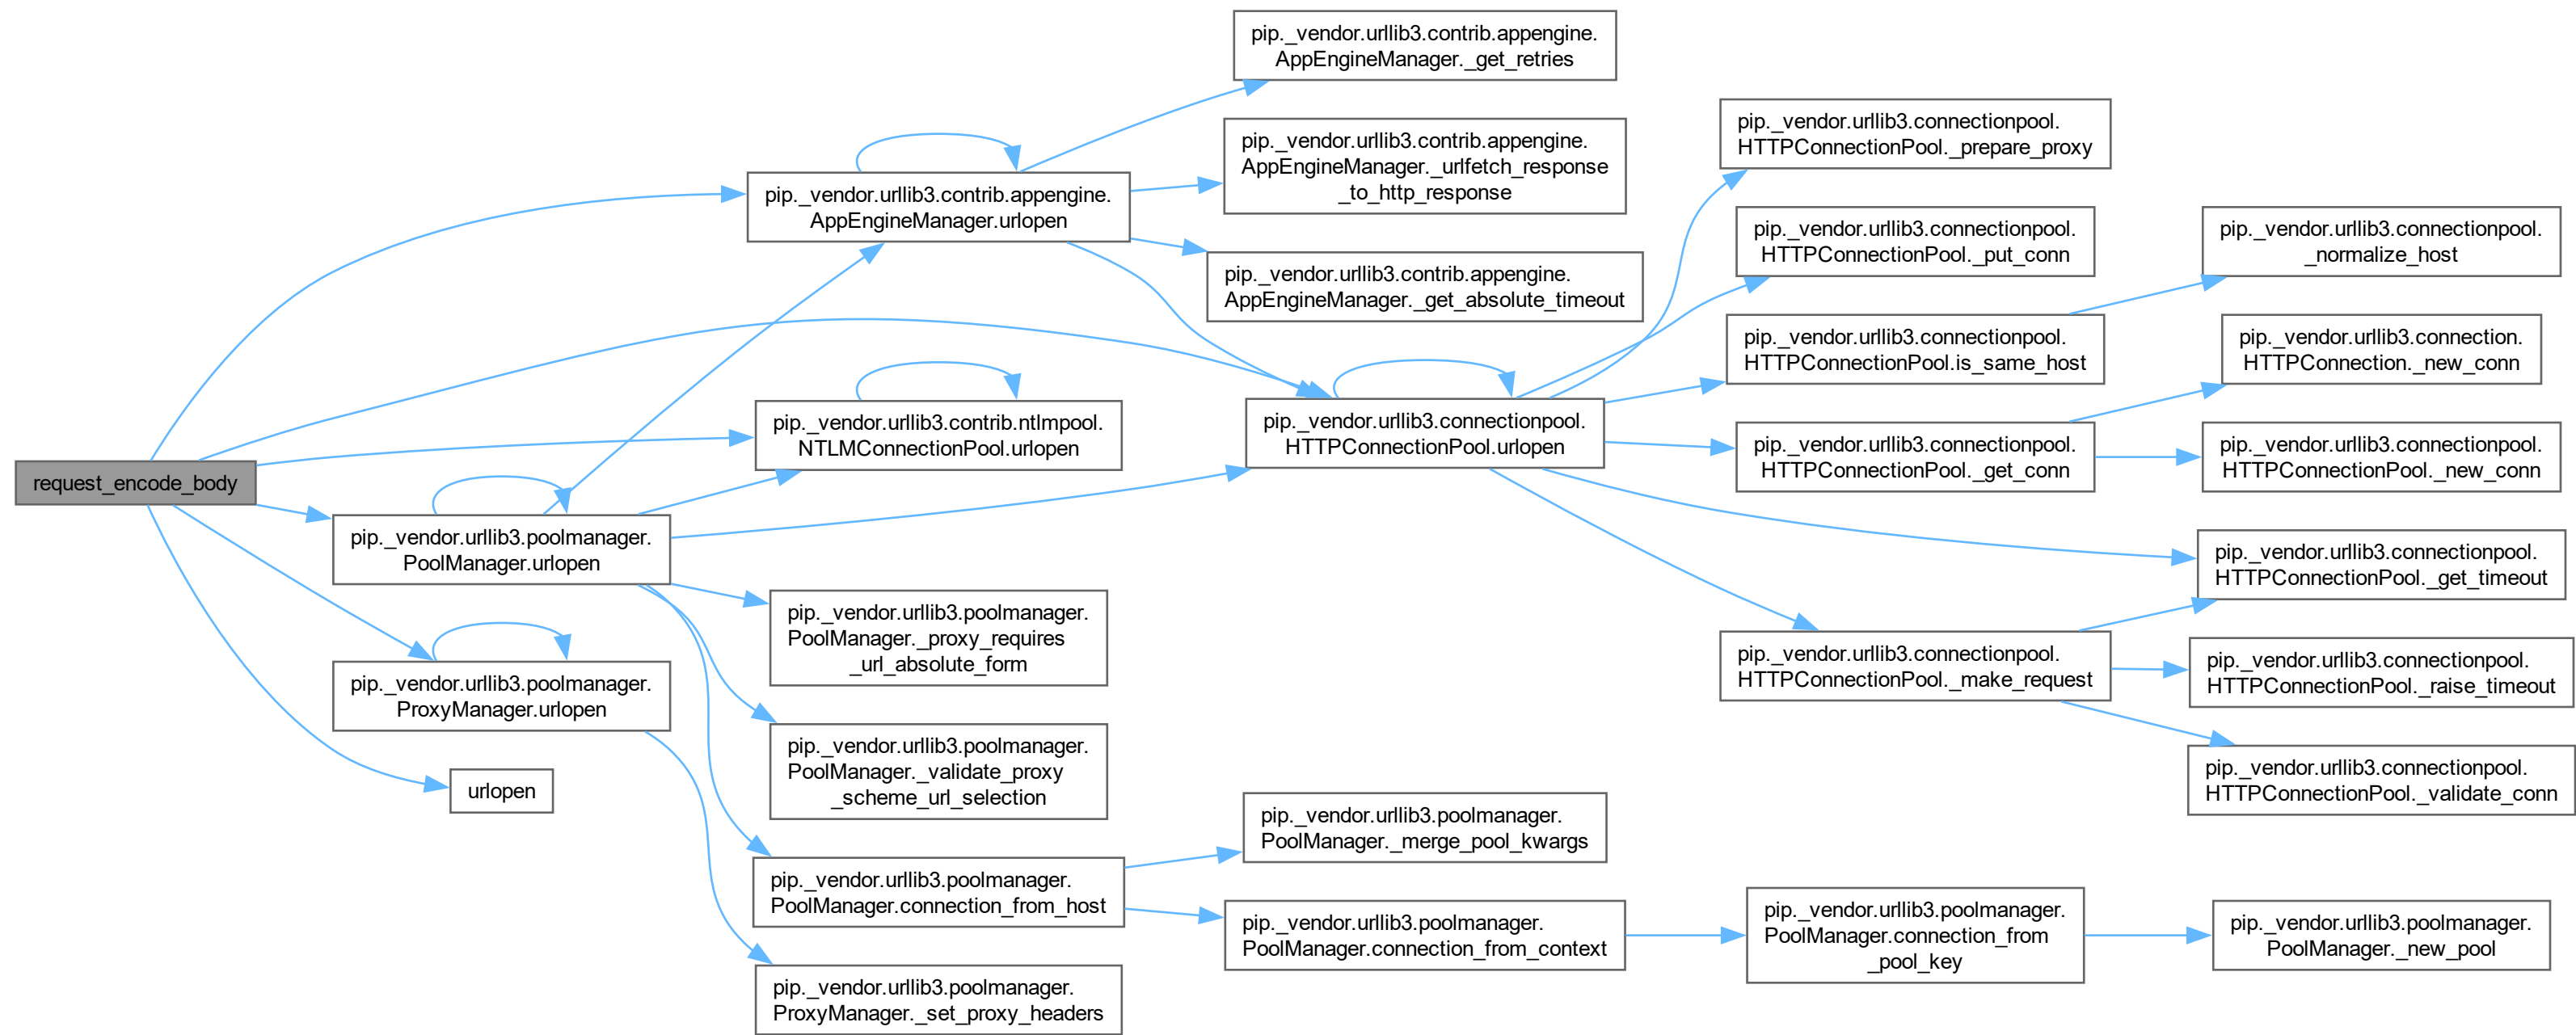 request_encode_body
pip._vendor.urllib3.contrib.appengine.
AppEngineManager.urlopen
pip._vendor.urllib3.contrib.ntlmpool.
NTLMConnectionPool.urlopen
pip._vendor.urllib3.poolmanager.
PoolManager.urlopen
pip._vendor.urllib3.poolmanager.
ProxyManager.urlopen
urlopen
pip._vendor.urllib3.poolmanager.
PoolManager._proxy_requires
_url_absolute_form
pip._vendor.urllib3.poolmanager.
PoolManager._validate_proxy
_scheme_url_selection
pip._vendor.urllib3.poolmanager.
PoolManager.connection_from_host
pip._vendor.urllib3.poolmanager.
ProxyManager._set_proxy_headers
pip._vendor.urllib3.contrib.appengine.
AppEngineManager._get_retries
pip._vendor.urllib3.contrib.appengine.
AppEngineManager._urlfetch_response
_to_http_response
pip._vendor.urllib3.contrib.appengine.
AppEngineManager._get_absolute_timeout
pip._vendor.urllib3.connectionpool.
HTTPConnectionPool.urlopen
pip._vendor.urllib3.poolmanager.
PoolManager._merge_pool_kwargs
pip._vendor.urllib3.poolmanager.
PoolManager.connection_from_context
pip._vendor.urllib3.connectionpool.
HTTPConnectionPool._prepare_proxy
pip._vendor.urllib3.connectionpool.
HTTPConnectionPool._put_conn
pip._vendor.urllib3.connectionpool.
HTTPConnectionPool.is_same_host
pip._vendor.urllib3.connectionpool.
HTTPConnectionPool._get_conn
pip._vendor.urllib3.connectionpool.
HTTPConnectionPool._make_request
pip._vendor.urllib3.poolmanager.
PoolManager.connection_from
_pool_key
pip._vendor.urllib3.connectionpool.
_normalize_host
pip._vendor.urllib3.connection.
HTTPConnection._new_conn
pip._vendor.urllib3.connectionpool.
HTTPConnectionPool._new_conn
pip._vendor.urllib3.connectionpool.
HTTPConnectionPool._get_timeout
pip._vendor.urllib3.connectionpool.
HTTPConnectionPool._raise_timeout
pip._vendor.urllib3.connectionpool.
HTTPConnectionPool._validate_conn
pip._vendor.urllib3.poolmanager.
PoolManager._new_pool